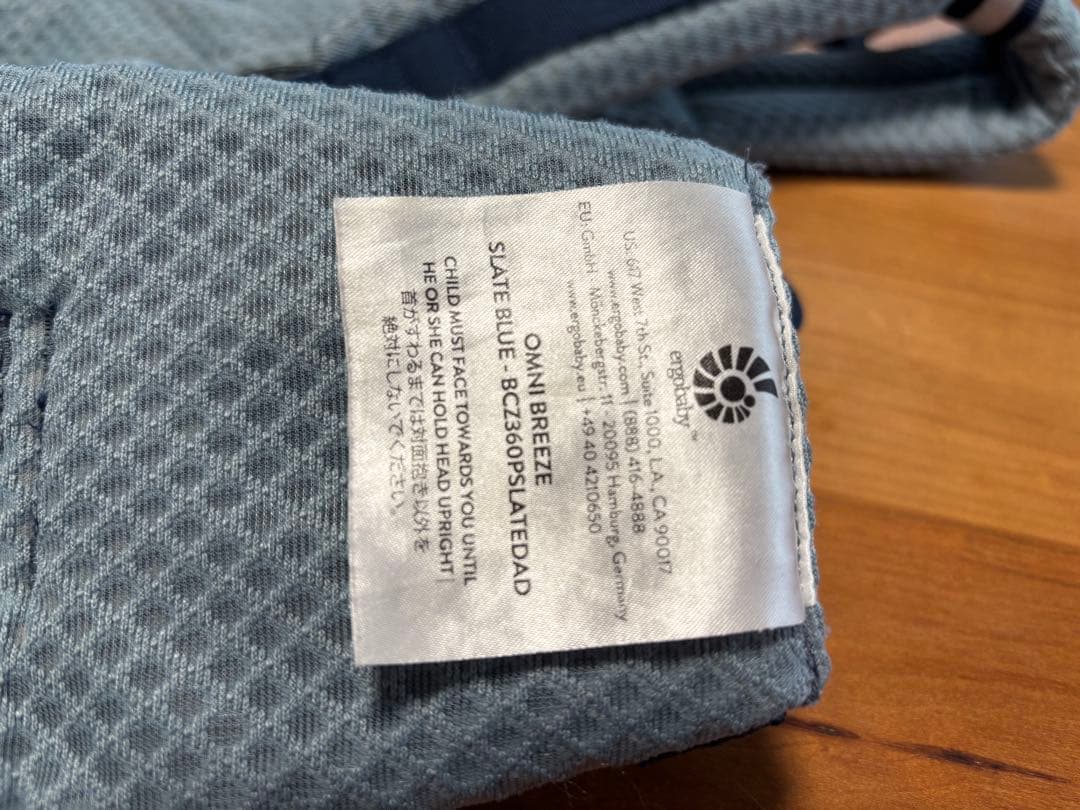 ergobaby™
US: 617 West 7th St., Suite 1000, L.A., CA 90017
www.ergobaby.com | (888) 416-4888
EU: GmbH Mönckebergstr. 11 - 20095 Hamburg, Germany
www.ergobaby.eu | +49 40 4210650
OMNI BREEZE
SLATE BLUE - BCZ360PSLATEDAD
CHILD MUST FACE TOWARDS YOU UNTIL
HE OR SHE CAN HOLD HEAD UPRIGHT |
首がすわるまでは対面抱き以外を
絶対にしないでください。